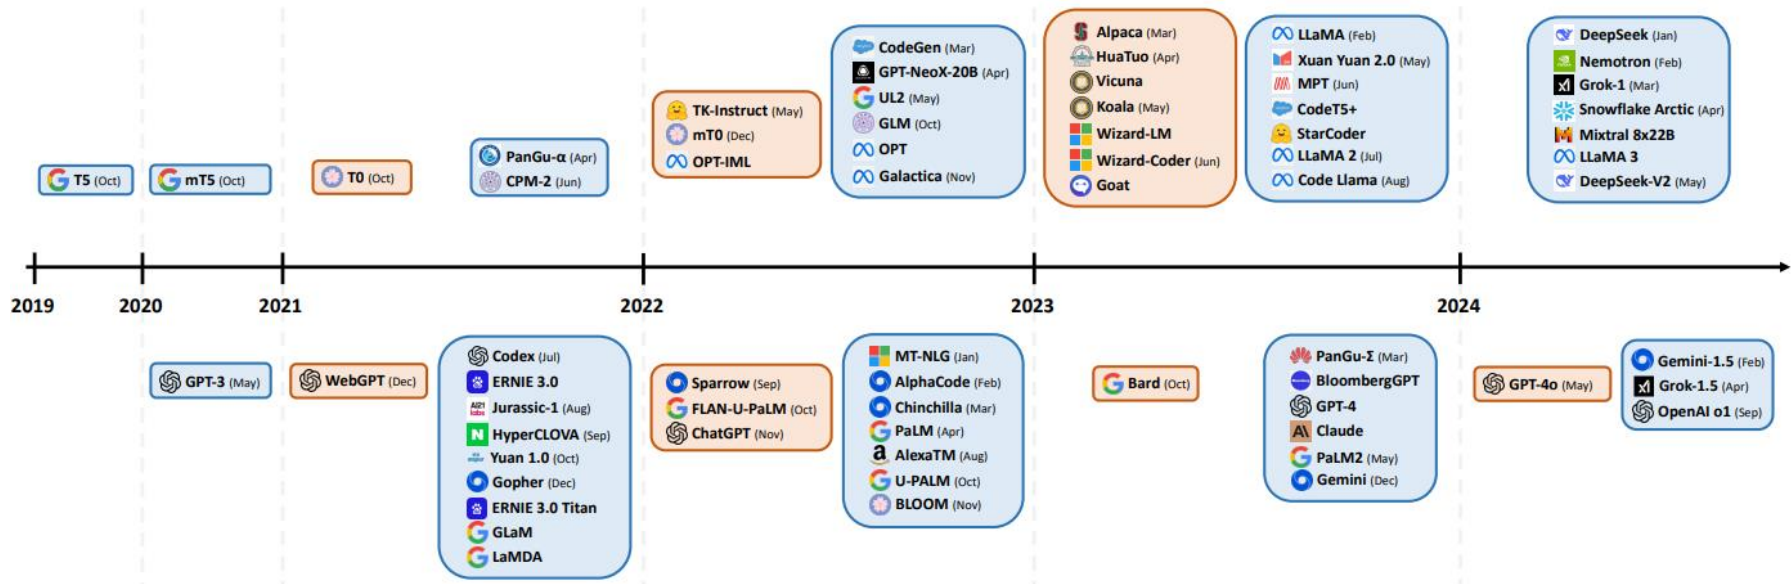 T5 (Oct)
mT5 (Oct)
T0 (Oct)
PanGu-α (Apr)
CPM-2 (Jun)
TK-Instruct (May)
mT0 (Dec)
OPT-IML
CodeGen (Mar)
GPT-NeoX-20B (Apr)
UL2 (May)
GLM (Oct)
OPT
Galactica (Nov)
Alpaca (Mar)
HuaTuo (Apr)
Vicuna
Koala (May)
Wizard-LM
Wizard-Coder (Jun)
Goat
LLaMA (Feb)
Xuan Yuan 2.0 (May)
MPT (Jun)
CodeT5+
StarCoder
LLaMA 2 (Jul)
Code Llama (Aug)
DeepSeek (Jan)
Nemotron (Feb)
Grok-1 (Mar)
Snowflake Arctic (Apr)
Mixtral 8x22B
LLaMA 3
DeepSeek-V2 (May)
2019
2020
2021
2022
2023
2024
GPT-3 (May)
WebGPT (Dec)
Codex (Jul)
ERNIE 3.0
AI21 labs Jurassic-1 (Aug)
HyperCLOVA (Sep)
Yuan 1.0 (Oct)
Gopher (Dec)
ERNIE 3.0 Titan
GLaM
LaMDA
Sparrow (Sep)
FLAN-U-PaLM (Oct)
ChatGPT (Nov)
MT-NLG (Jan)
AlphaCode (Feb)
Chinchilla (Mar)
PaLM (Apr)
AlexaTM (Aug)
U-PALM (Oct)
BLOOM (Nov)
Bard (Oct)
PanGu-Σ (Mar)
BloombergGPT
GPT-4
Claude
PaLM2 (May)
Gemini (Dec)
GPT-4o (May)
Gemini-1.5 (Feb)
Grok-1.5 (Apr)
OpenAI o1 (Sep)